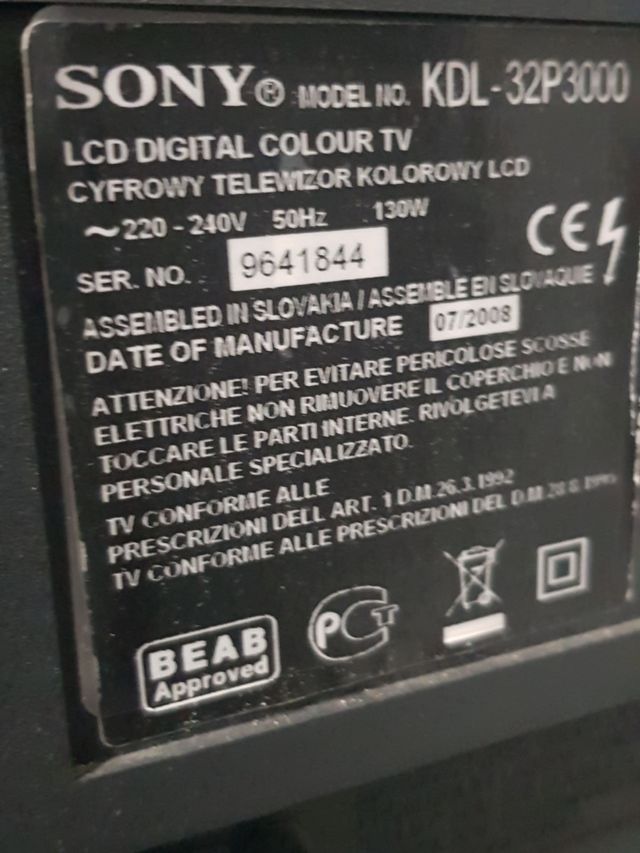 SONY® MODEL NO. KDL-32P3000
LCD DIGITAL COLOUR TV
CYFROWY TELEWIZOR KOLOROWY LCD
~220-240V 50Hz 130W
CE
SER. NO. 9641844
ASSEMBLED IN SLOVAKIA / ASSEMBLE EN SLOVAQUIE
DATE OF MANUFACTURE 07/2008
ATTENZIONE! PER EVITARE PERICOLOSE SCOSSE
ELETTRICHE NON RIMUOVERE IL COPERCHIO E NON
TOCCARE LE PARTI INTERNE. RIVOLGETEVI A
PERSONALE SPECIALIZZATO.
TV CONFORME ALLE
PRESCRIZIONI DELL ART. 1 D.M. 26.3.1992
TV CONFORME ALLE PRESCRIZIONI DEL D.M.
BEAB
Approved
PCT